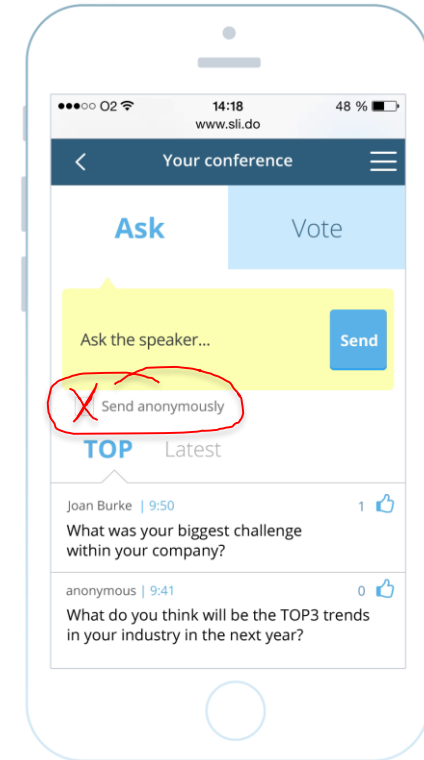 O2 14:18 48 %
www.sli.do
Your conference
Ask Vote
Ask the speaker... Send
X Send anonymously
TOP Latest
Joan Burke | 9:50 1
What was your biggest challenge
within your company?
anonymous | 9:41 0
What do you think will be the TOP3 trends
in your industry in the next year?